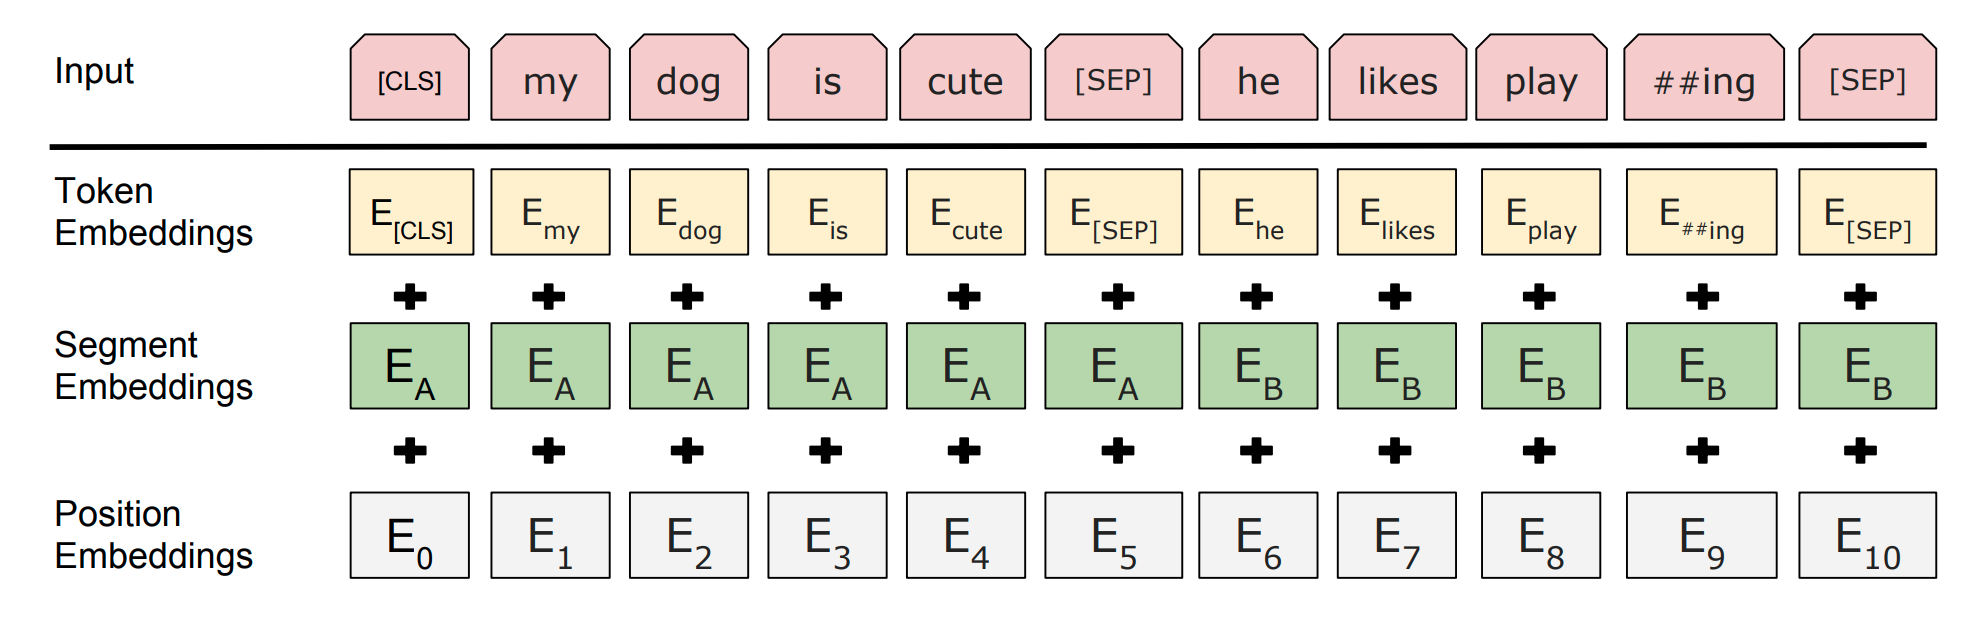 Input [CLS] my dog is cute [SEP] he likes play ##ing [SEP]
Token Embeddings E[CLS] Emy Edog Eis Ecute E[SEP] Ehe Elikes Eplay E##ing E[SEP]
Segment Embeddings EA EA EA EA EA EA EB EB EB EB EB
Position Embeddings E0 E1 E2 E3 E4 E5 E6 E7 E8 E9 E10